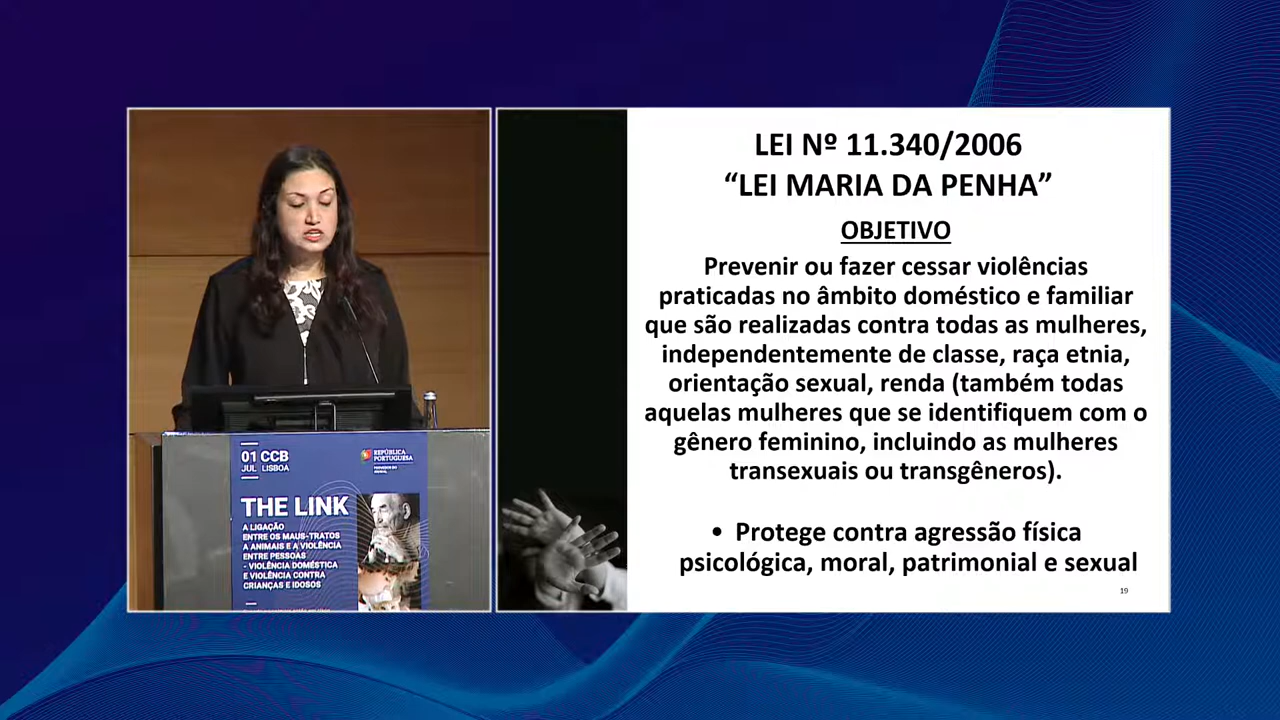 01 CCB
JUL LISBOA
REPÚBLICA
PORTUGUESA
THE LINK
A LIGAÇÃO
ENTRE OS MAUS-TRATOS
A ANIMAIS E A VIOLÊNCIA
ENTRE PESSOAS
- VIOLÊNCIA DOMÉSTICA
E VIOLÊNCIA CONTRA
CRIANÇAS E IDOSOS
LEI Nº 11.340/2006
“LEI MARIA DA PENHA”
OBJETIVO
Prevenir ou fazer cessar violências
praticadas no âmbito doméstico e familiar
que são realizadas contra todas as mulheres,
independentemente de classe, raça etnia,
orientação sexual, renda (também todas
aquelas mulheres que se identifiquem com o
gênero feminino, incluindo as mulheres
transexuais ou transgêneros).
• Protege contra agressão física
psicológica, moral, patrimonial e sexual
19